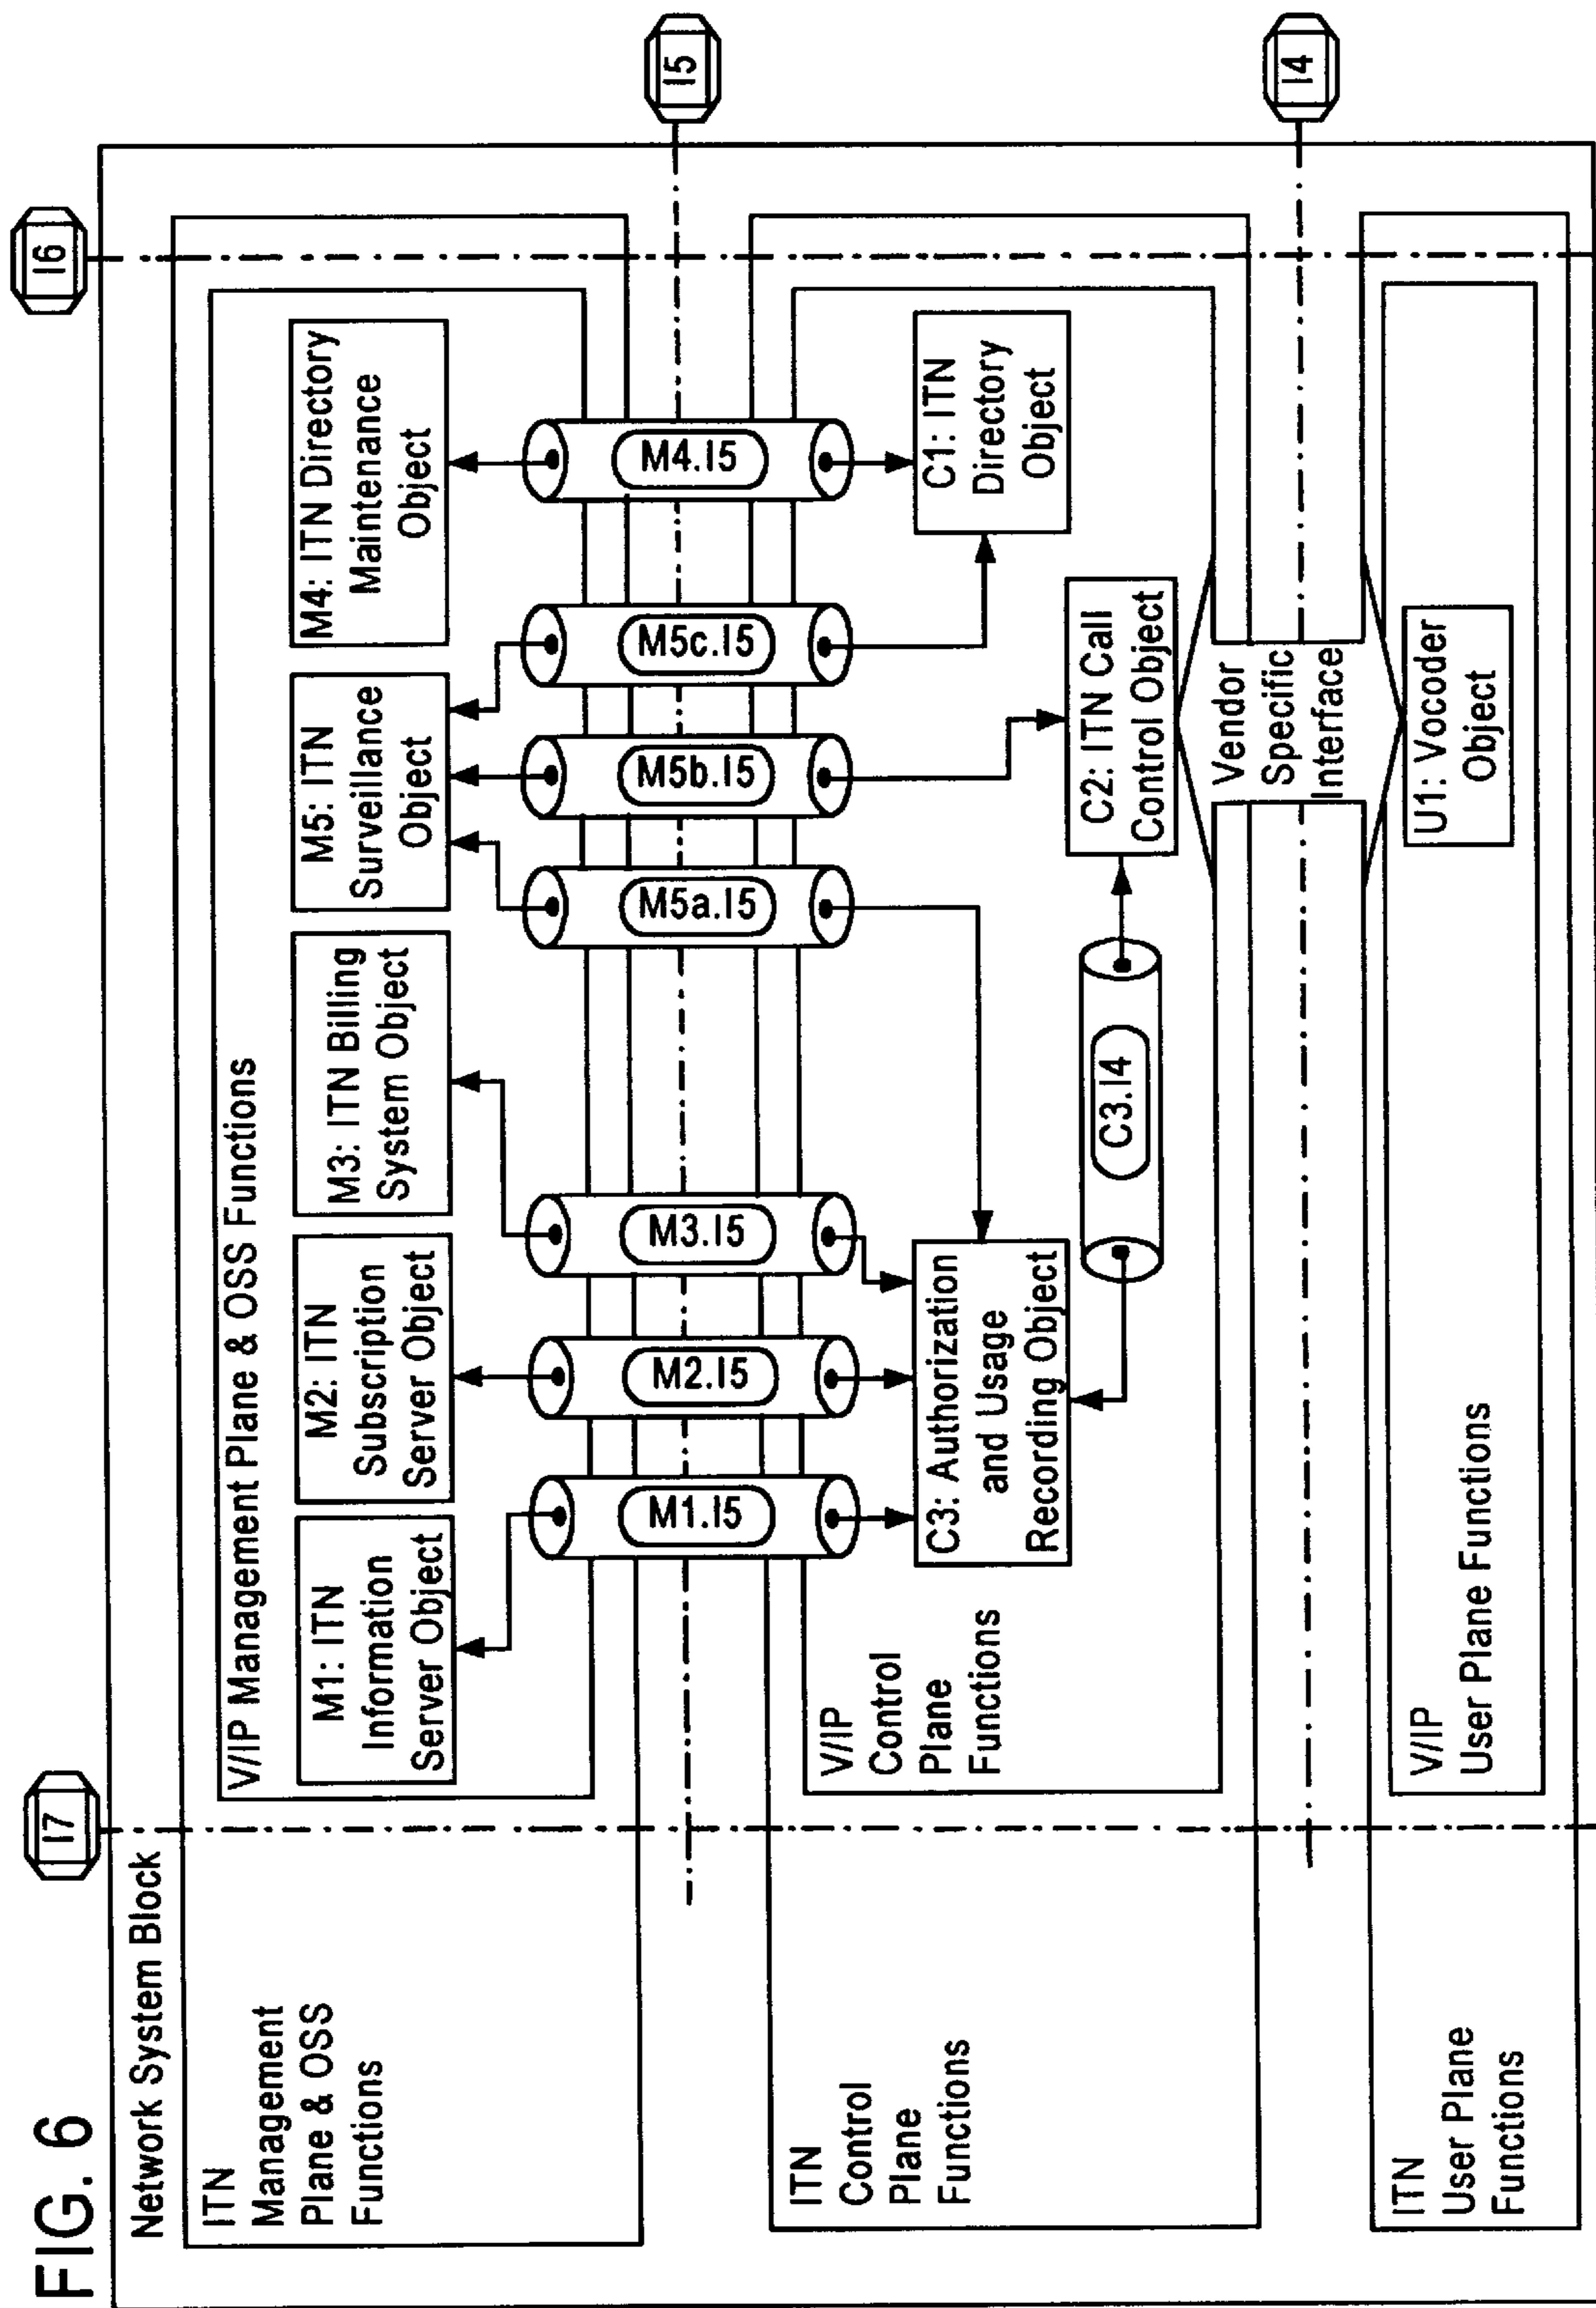 FIG. 6
I7
I6
Network System Block
ITN
Management
Plane & OSS
Functions
V/IP Management Plane & OSS Functions
M1: ITN
Information
Server Object
M2: ITN
Subscription
Server Object
M3: ITN Billing
System Object
M5: ITN
Surveillance
Object
M4: ITN Directory
Maintenance
Object
M1.I5
M2.I5
M3.I5
M5a.I5
M5b.I5
M5c.I5
M4.I5
I5
ITN
Control
Plane
Functions
V/IP
Control
Plane
Functions
C3: Authorization
and Usage
Recording Object
C1: ITN
Directory
Object
C3.I4
C2: ITN Call
Control Object
Vendor
Specific
Interface
I4
ITN
User Plane
Functions
V/IP
User Plane Functions
U1: Vocoder
Object